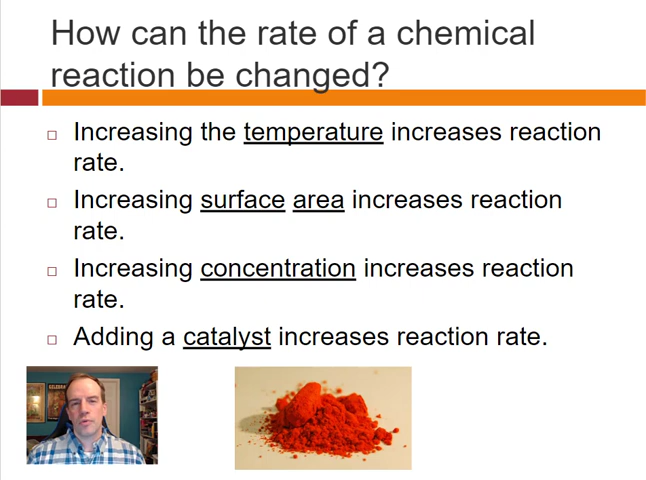 How can the rate of a chemical
reaction be changed?
Increasing the temperature increases reaction
rate.
Increasing surface area increases reaction
rate.
Increasing concentration increases reaction
rate.
Adding a catalyst increases reaction rate.